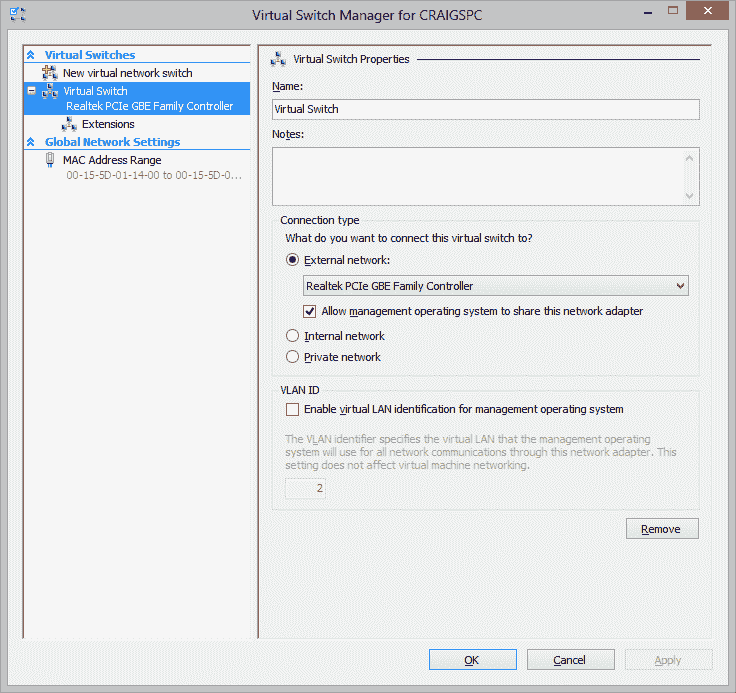 Virtual Switch Manager for CRAIGSPC
Virtual Switches
New virtual network switch
Virtual Switch
Realtek PCIe GBE Family Controller
Extensions
Global Network Settings
MAC Address Range
00-15-5D-01-14-00 to 00-15-5D-0...
Virtual Switch Properties
Name:
Virtual Switch
Notes:
Connection type
What do you want to connect this virtual switch to?
External network:
Realtek PCIe GBE Family Controller
Allow management operating system to share this network adapter
Internal network
Private network
VLAN ID
Enable virtual LAN identification for management operating system
The VLAN identifier specifies the virtual LAN that the management operating
system will use for all network communications through this network adapter. This
setting does not affect virtual machine networking.
2
Remove
OK
Cancel
Apply